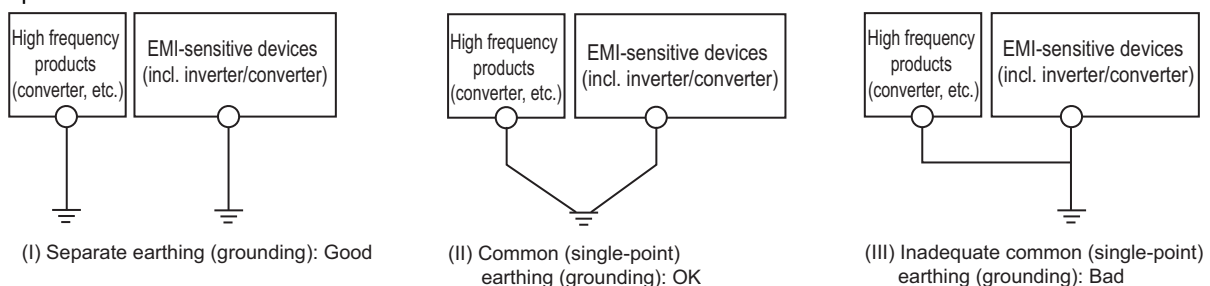 High frequency
products
(converter, etc.)
EMI-sensitive devices
(incl. inverter/converter)
High frequency
products
(converter, etc.)
EMI-sensitive devices
(incl. inverter/converter)
High frequency
products
(converter, etc.)
EMI-sensitive devices
(incl. inverter/converter)
(I) Separate earthing (grounding): Good
(II) Common (single-point)
earthing (grounding): OK
(III) Inadequate common (single-point)
earthing (grounding): Bad